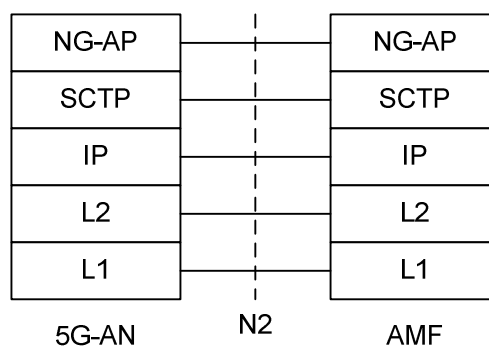 NG-AP NG-AP
SCTP SCTP
IP IP
L2 L2
L1 L1
5G-AN N2 AMF